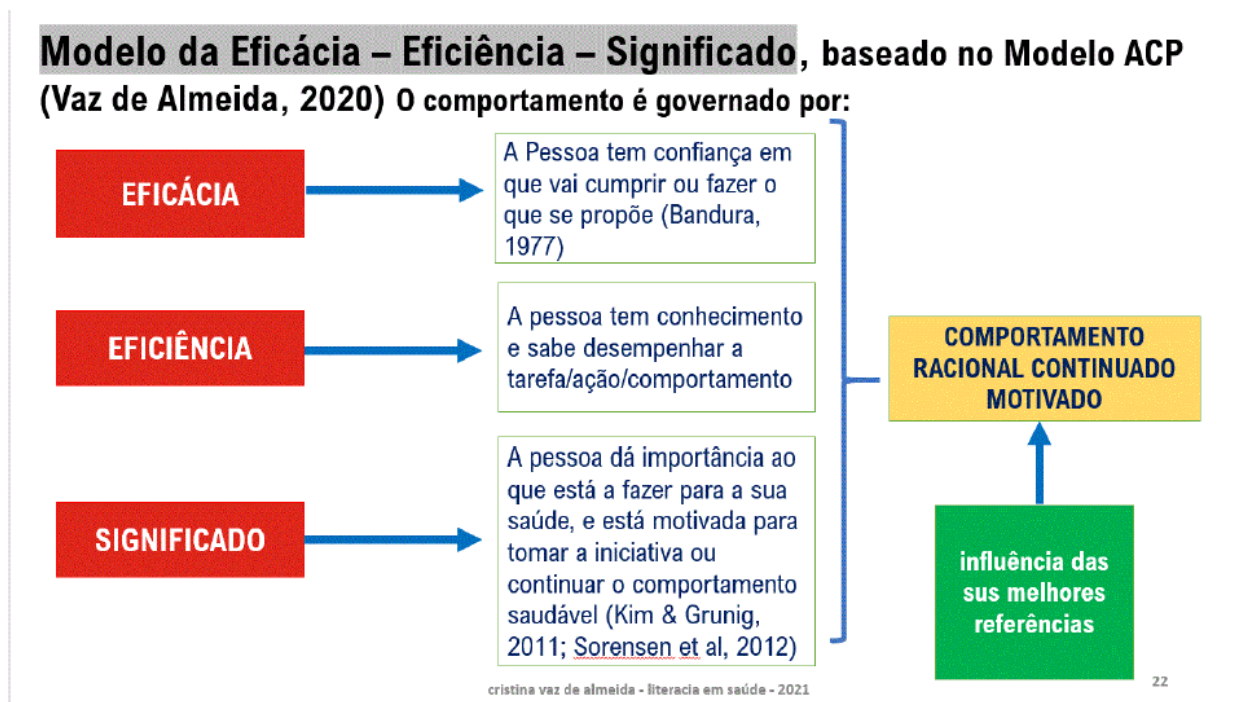 Modelo da Eficácia – Eficiência – Significado, baseado no Modelo ACP
(Vaz de Almeida, 2020) O comportamento é governado por:
EFICÁCIA
A Pessoa tem confiança em
que vai cumprir ou fazer o
que se propõe (Bandura,
1977)
EFICIÊNCIA
A pessoa tem conhecimento
e sabe desempenhar a
tarefa/ação/comportamento
SIGNIFICADO
A pessoa dá importância ao
que está a fazer para a sua
saúde, e está motivada para
tomar a iniciativa ou
continuar o comportamento
saudável (Kim & Grunig,
2011; Sorensen et al, 2012)
COMPORTAMENTO
RACIONAL CONTINUADO
MOTIVADO
influência das
sus melhores
referências
cristina vaz de almeida - literacia em saúde - 2021
22